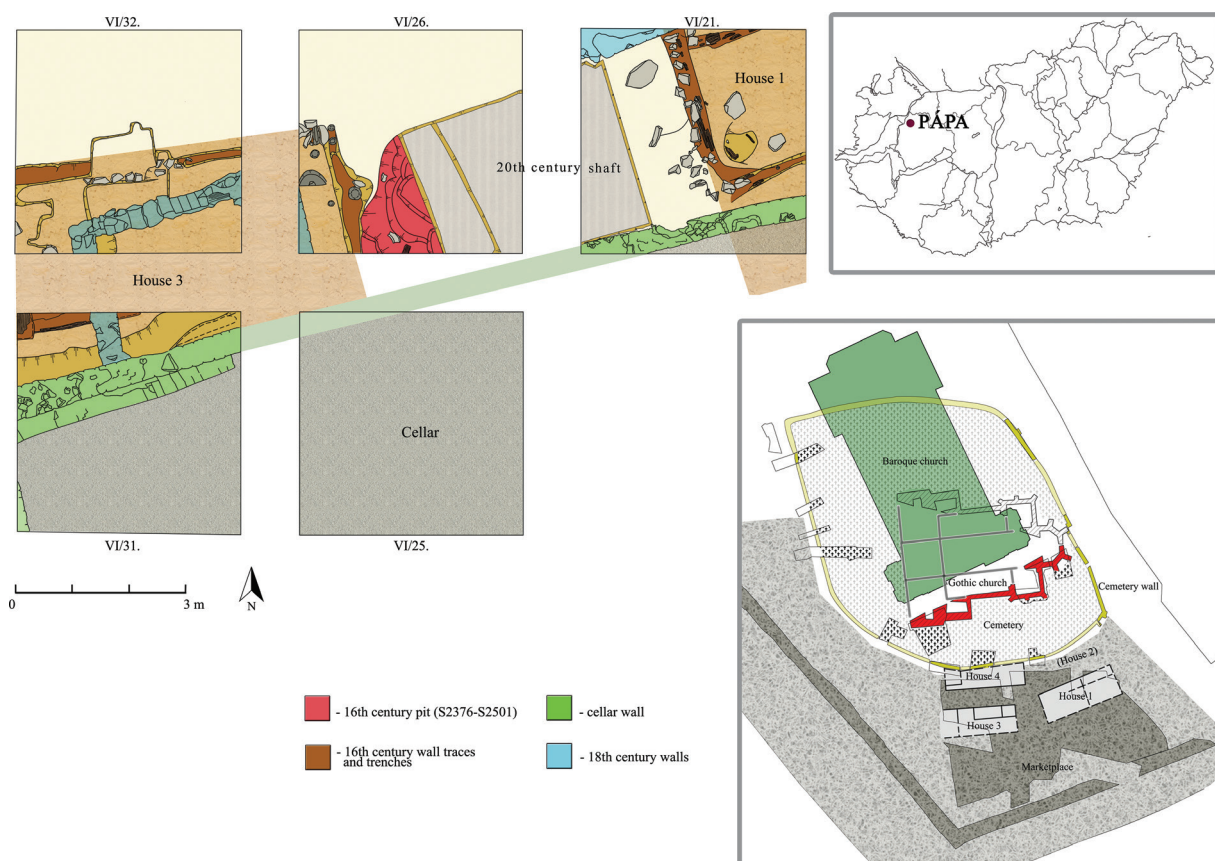 VI/32.
VI/26.
VI/21.
House 1
20th century shaft
House 3
Cellar
VI/31.
VI/25.
0
3 m
N
- 16th century pit (S2376-S2501)
- 16th century wall traces
and trenches
- cellar wall
- 18th century walls
PÁPA
Baroque church
Gothic church
Cemetery wall
Cemetery
(House 2)
House 4
House 1
House 3
Marketplace